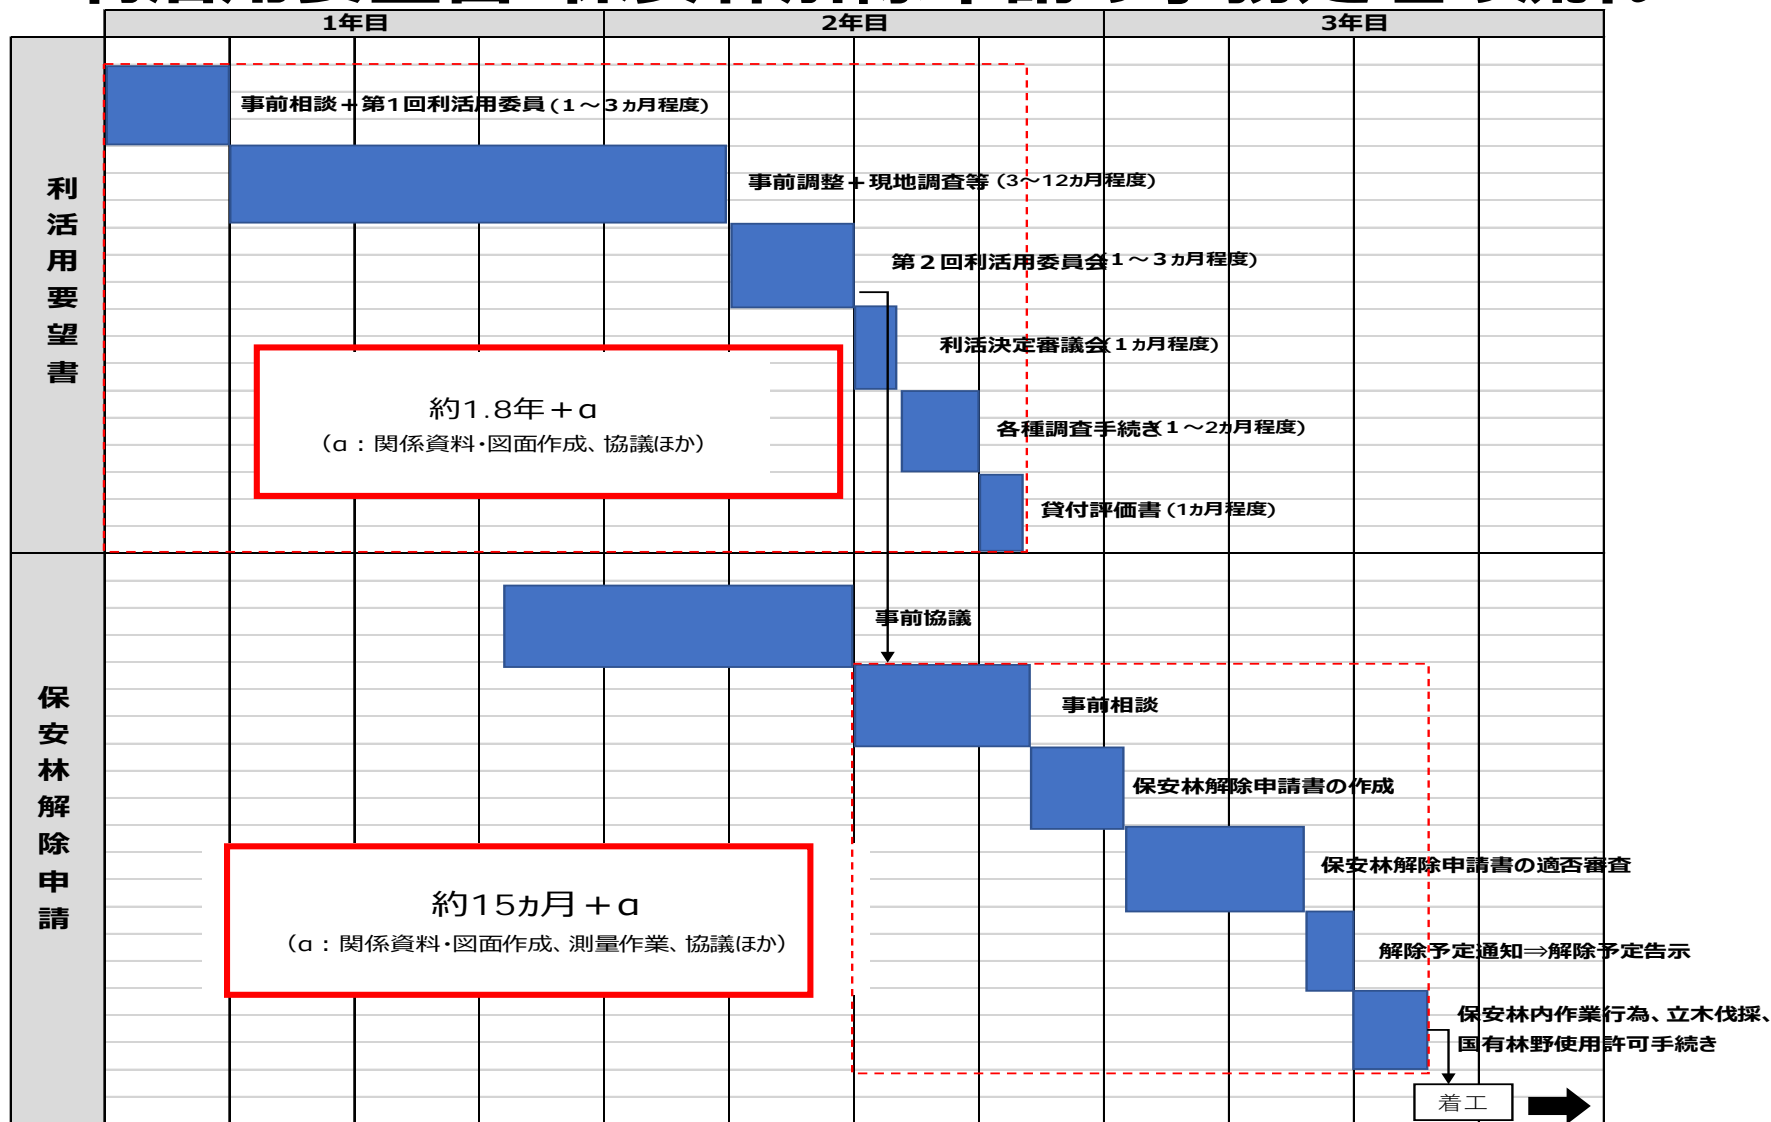 1年目
2年目
3年目
利活用要望書
事前相談＋第1回利活用委員(1～3ヵ月程度)
事前調整＋現地調査等(3～12ヵ月程度)
第２回利活用委員会(1～3ヵ月程度)
利活決定審議会(1ヵ月程度)
各種調査手続き(1～2ヵ月程度)
貸付評価書(1ヵ月程度)
約1.8年＋α
（α：関係資料・図面作成、協議ほか）
保安林解除申請
事前協議
事前相談
保安林解除申請書の作成
保安林解除申請書の適否審査
解除予定通知⇒解除予定告示
保安林内作業行為、立木伐採、
国有林野使用許可手続き
約15ヵ月＋α
（α：関係資料・図面作成、測量作業、協議ほか）
着工